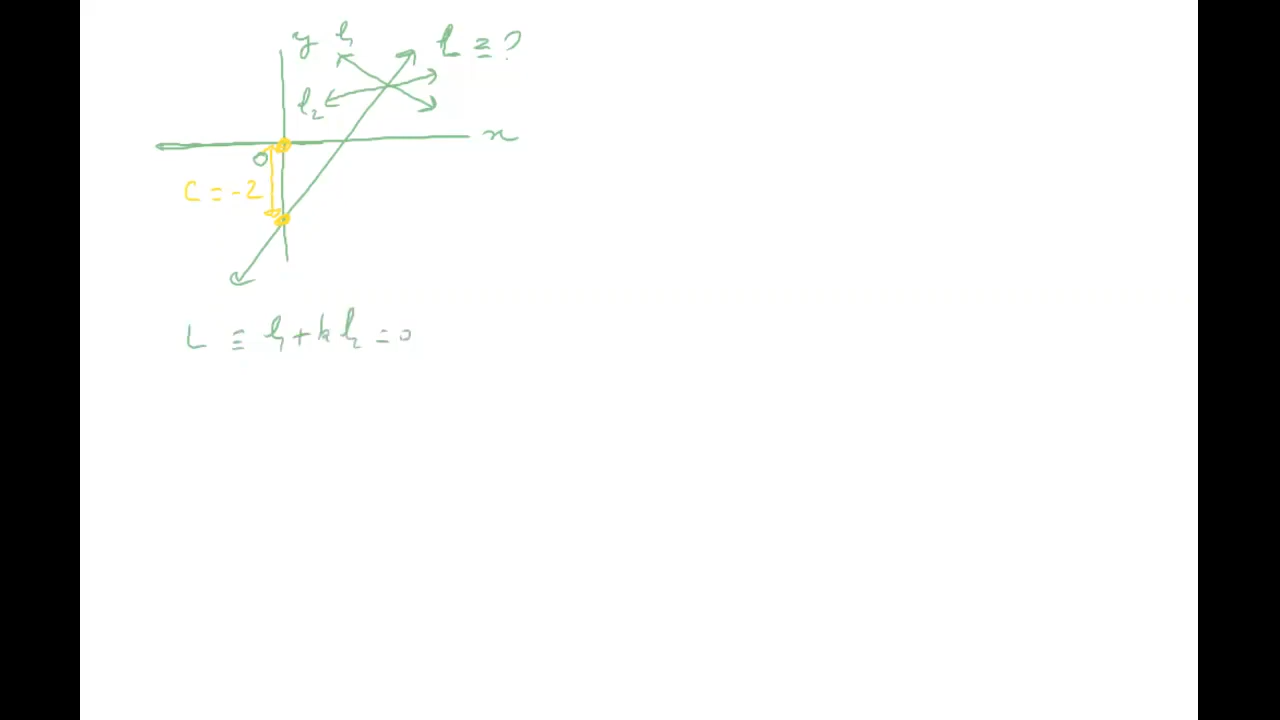 y l₁ L ≡ ?
l₂
x
O
C = -2
L ≡ l₁ + k l₂ = 0